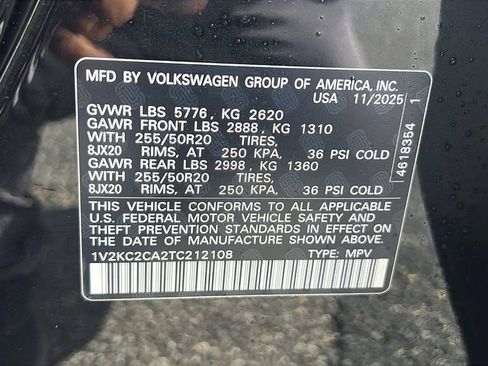 MFD BY VOLKSWAGEN GROUP OF AMERICA, INC.
USA 11/2025
GVWR LBS 5776, KG 2620
GAWR FRONT LBS 2888, KG 1310
WITH 255/50R20 TIRES,
8JX20 RIMS, AT 250 KPA, 36 PSI COLD
GAWR REAR LBS 2998, KG 1360
WITH 255/50R20 TIRES,
8JX20 RIMS, AT 250 KPA, 36 PSI COLD
THIS VEHICLE CONFORMS TO ALL APPLICABLE
U.S. FEDERAL MOTOR VEHICLE SAFETY AND
THEFT PREVENTION STANDARDS IN EFFECT ON
THE DATE OF MANUFACTURE SHOWN ABOVE.
1V2KC2CA2TC212108 TYPE: MPV
4618354 1